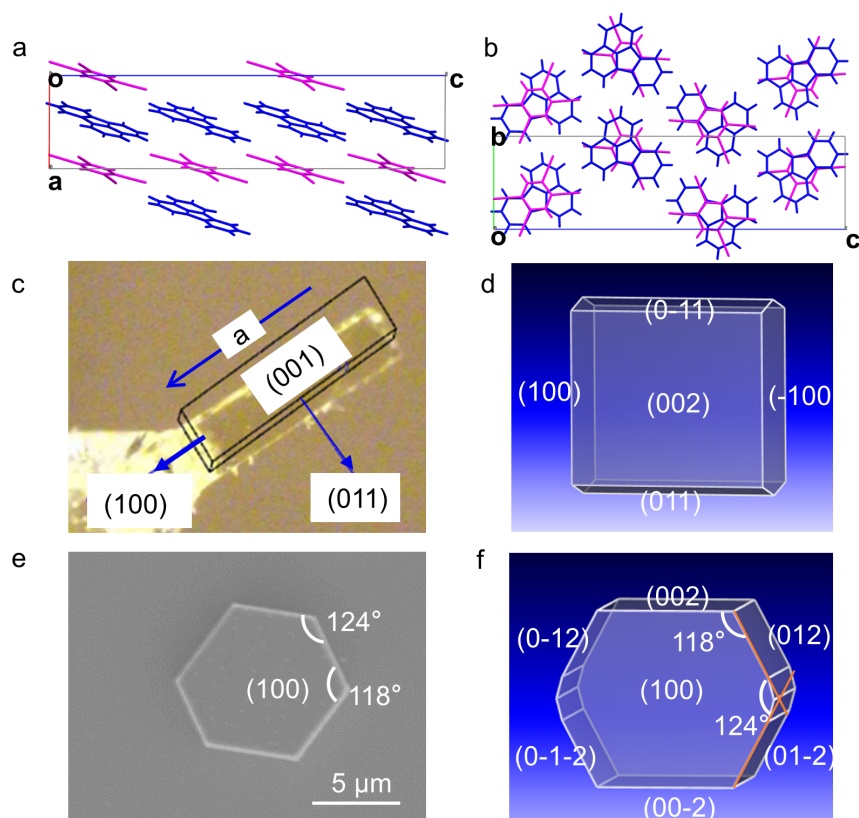 a
o
c
a
b
b
o
c
c
a
(001)
(100)
(011)
d
(0-11)
(100)
(002)
(-100
(011)
e
124°
(100)
118°
5 μm
f
(002)
(0-12)
118°
(012)
(100)
124°
(0-1-2)
(01-2)
(00-2)